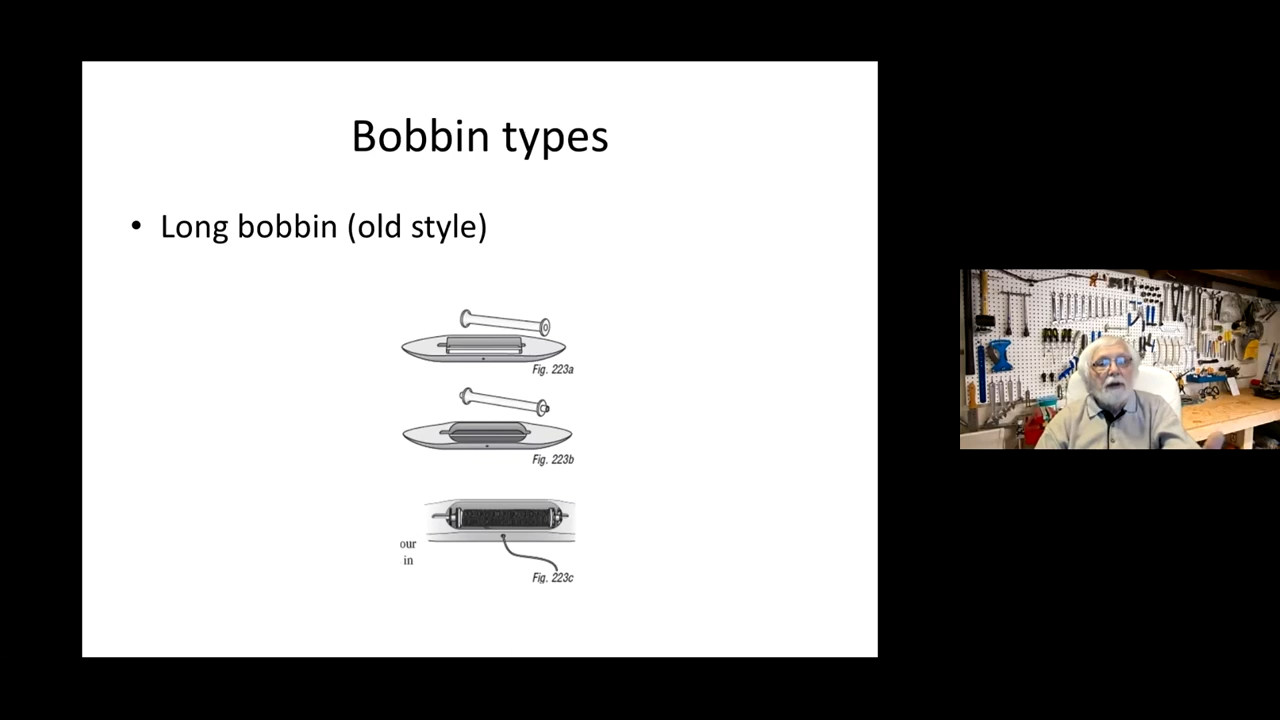 Bobbin types
• Long bobbin (old style)
Fig. 223a
Fig. 223b
our
in
Fig. 223c